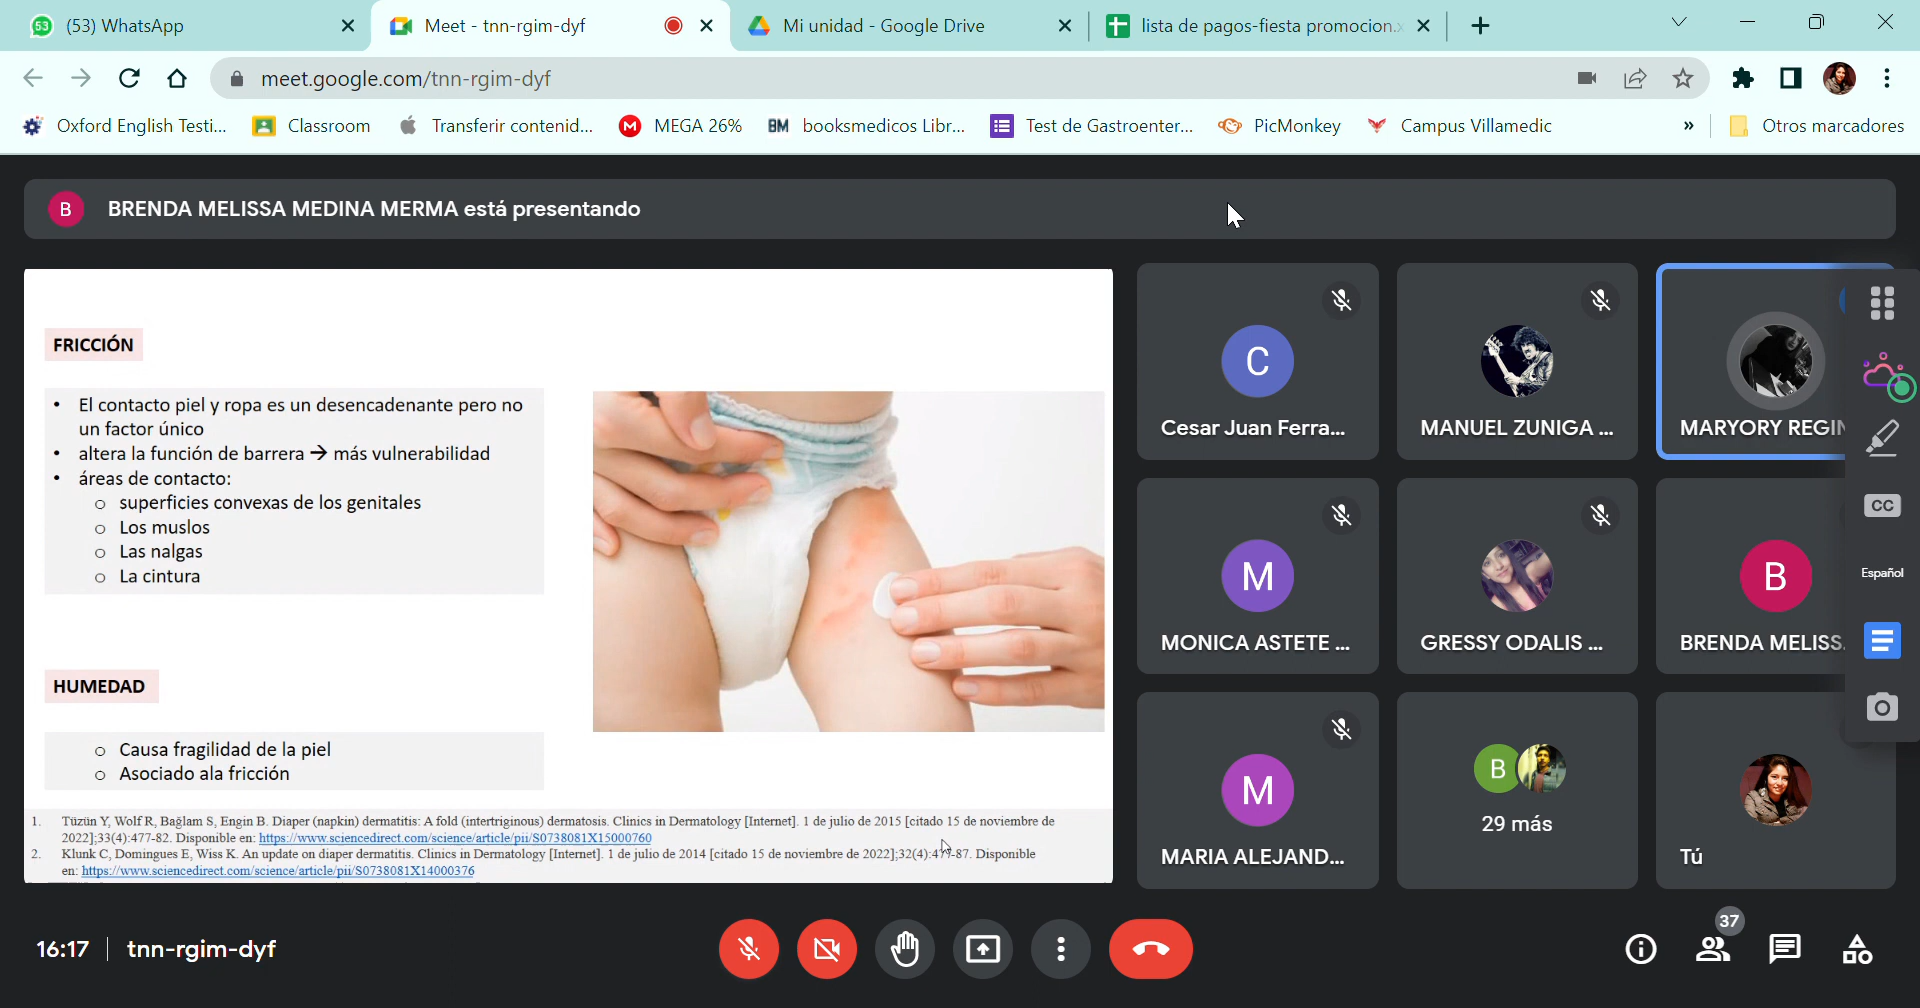 53 (53) WhatsApp
Meet - tnn-rgim-dyf
Mi unidad - Google Drive
lista de pagos-fiesta promocion.x
meet.google.com/tnn-rgim-dyf
Oxford English Testi...
Classroom
Transferir contenid...
MEGA 26%
BM booksmedicos Libr...
Test de Gastroenter...
PicMonkey
Campus Villamedic
»
Otros marcadores
B BRENDA MELISSA MEDINA MERMA está presentando
FRICCIÓN
• El contacto piel y ropa es un desencadenante pero no
un factor único
• altera la función de barrera → más vulnerabilidad
• áreas de contacto:
o superficies convexas de los genitales
o Los muslos
o Las nalgas
o La cintura
HUMEDAD
o Causa fragilidad de la piel
o Asociado ala fricción
1. Tüzün Y, Wolf R, Bağlam S, Engin B. Diaper (napkin) dermatitis: A fold (intertriginous) dermatosis. Clinics in Dermatology [Internet]. 1 de julio de 2015 [citado 15 de noviembre de
2022];33(4):477-82. Disponible en: https://www.sciencedirect.com/science/article/pii/S0738081X15000760
2. Klunk C, Domingues E, Wiss K. An update on diaper dermatitis. Clinics in Dermatology [Internet]. 1 de julio de 2014 [citado 15 de noviembre de 2022];32(4):477-87. Disponible
en: https://www.sciencedirect.com/science/article/pii/S0738081X14000376
C
Cesar Juan Ferra...
MANUEL ZUNIGA ...
MARYORY REGIN
M
MONICA ASTETE ...
GRESSY ODALIS ...
B
BRENDA MELISS.
M
MARIA ALEJAND...
B
29 más
Tú
CC
Español
16:17 | tnn-rgim-dyf
37